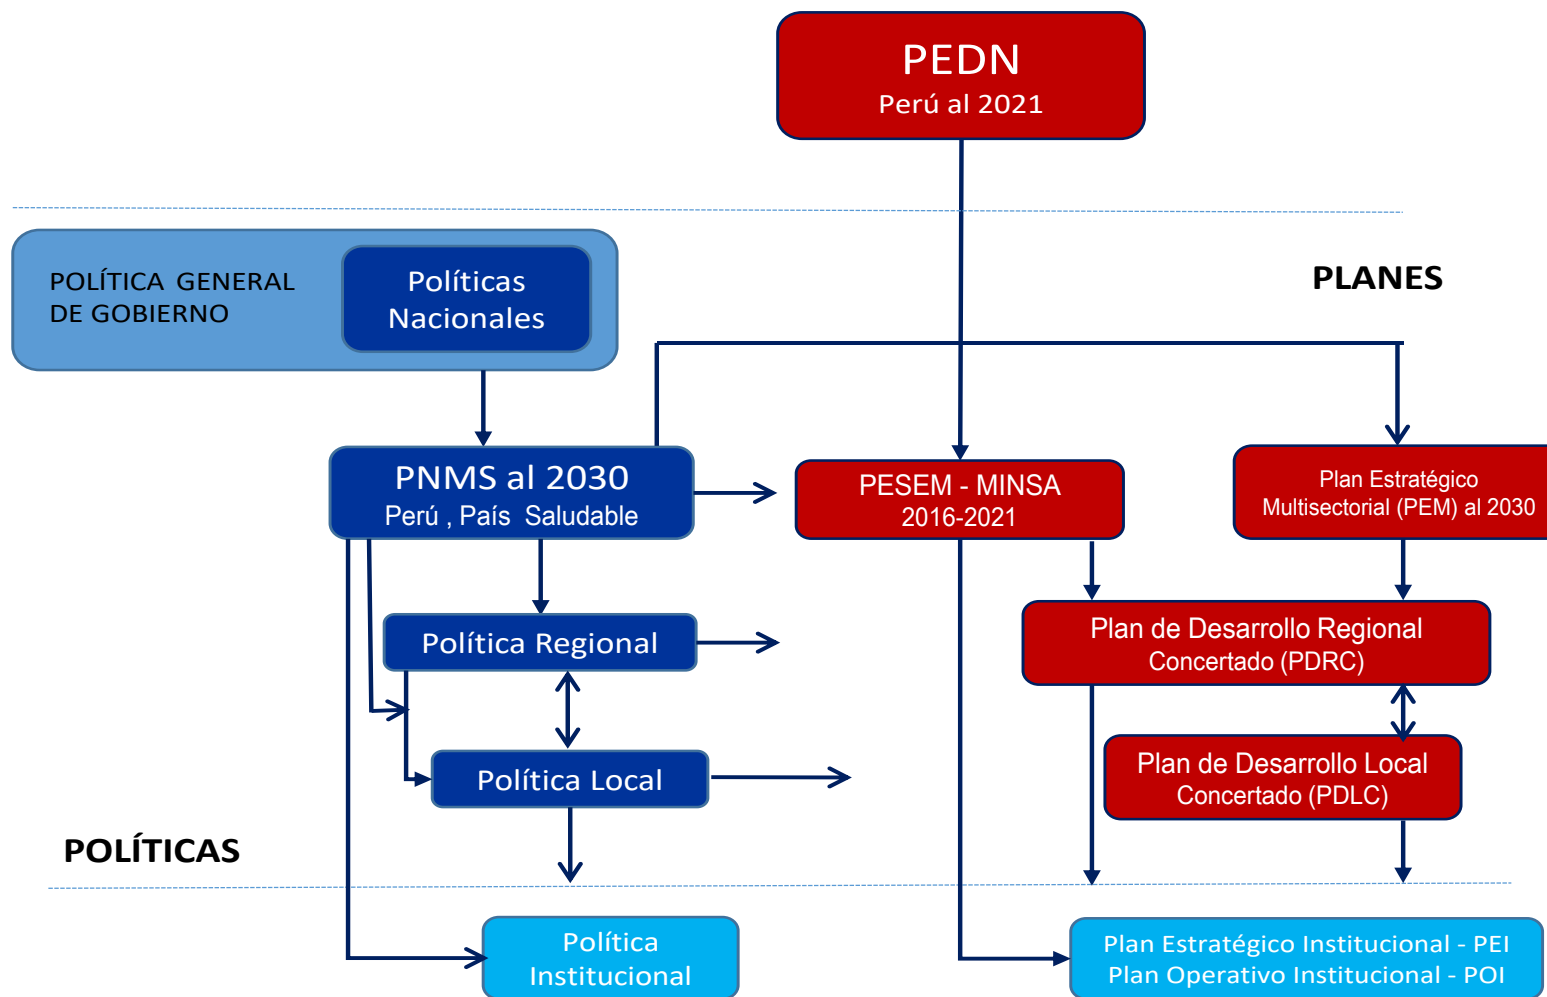 PEDN
Perú al 2021
POLÍTICA GENERAL
DE GOBIERNO
Políticas
Nacionales
PLANES
PNMS al 2030
Perú , País Saludable
PESEM - MINSA
2016-2021
Plan Estratégico
Multisectorial (PEM) al 2030
Política Regional
Plan de Desarrollo Regional
Concertado (PDRC)
Política Local
Plan de Desarrollo Local
Concertado (PDLC)
POLÍTICAS
Política
Institucional
Plan Estratégico Institucional - PEI
Plan Operativo Institucional - POI